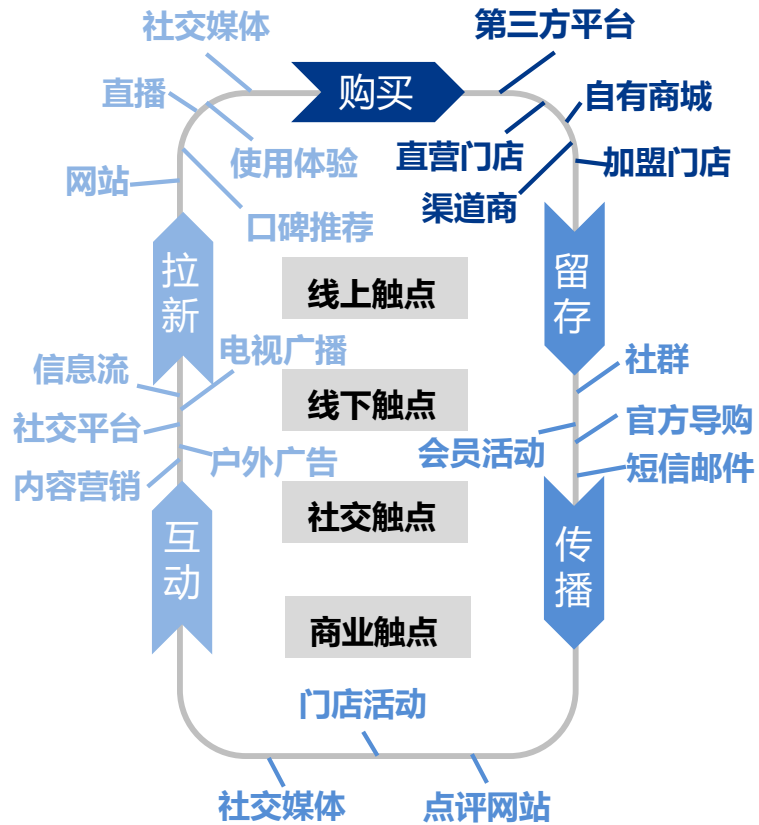 社交媒体
第三方平台
购买
直播
自有商城
使用体验
直营门店
加盟门店
网站
渠道商
口碑推荐
拉新
留存
线上触点
电视广播
信息流
社群
线下触点
社交平台
官方导购
会员活动
户外广告
短信邮件
内容营销
社交触点
互动
传播
商业触点
门店活动
社交媒体
点评网站